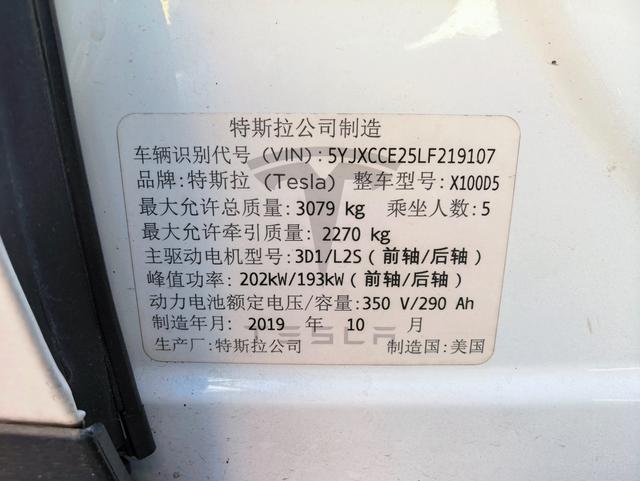 特斯拉公司制造
车辆识别代号 (VIN): 5YJXCCE25LF219107
品牌: 特斯拉 (Tesla) 整车型号: X100D5
最大允许总质量: 3079 kg 乘坐人数: 5
最大允许牵引质量: 2270 kg
主驱动电机型号: 3D1/L2S (前轴/后轴)
峰值功率: 202kW/193kW (前轴/后轴)
动力电池额定电压/容量: 350 V/290 Ah
制造年月: 2019 年 10 月
TESLA
生产厂: 特斯拉公司 制造国: 美国